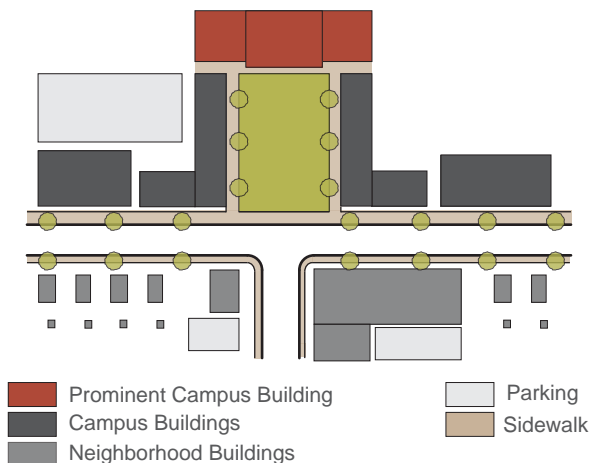 Prominent Campus Building
Campus Buildings
Neighborhood Buildings
Parking
Sidewalk